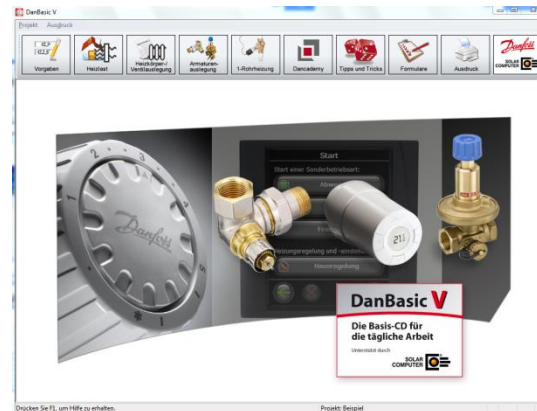 DanBasic V
Projekt Ausdruck
Vorgaben
Heizlast
Heizkörper-/
Ventilauslegung
Armaturen-
auslegung
1-Rohrheizung
Dancademy
Tipps und Tricks
Formulare
Ausdruck
Danfoss
SOLAR
COMPUTER
Start
Start einer Sonderbetriebsart:
Danfoss
DanBasic V
Die Basis-CD für
die tägliche Arbeit
Unterstützt durch
SOLAR
COMPUTER
Drücken Sie F1, um Hilfe zu erhalten.
Projekt: Beispiel